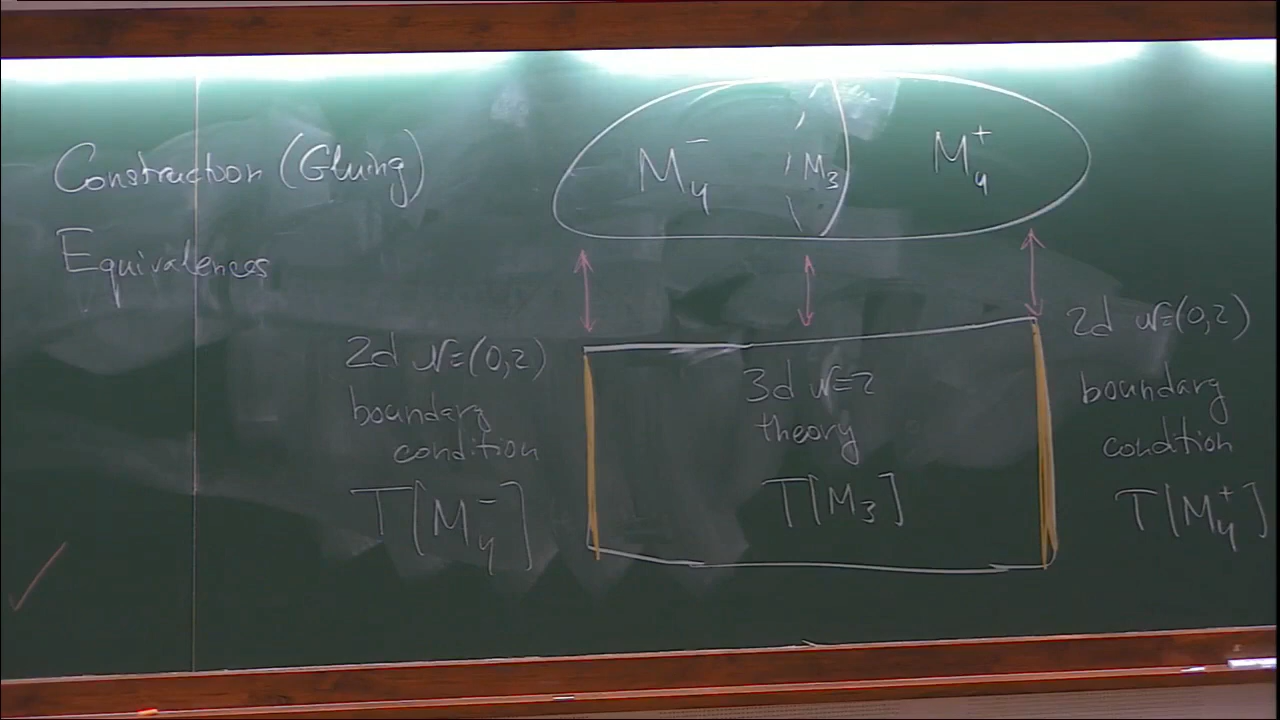 Construction (Gluing)
Equivalences
M₄⁻
M₃
M₄⁺
2d 𝒩=(0,2)
boundary
condition
T[M₄⁻]
3d 𝒩=2
theory
T[M₃]
2d 𝒩=(0,2)
boundary
condition
T[M₄⁺]